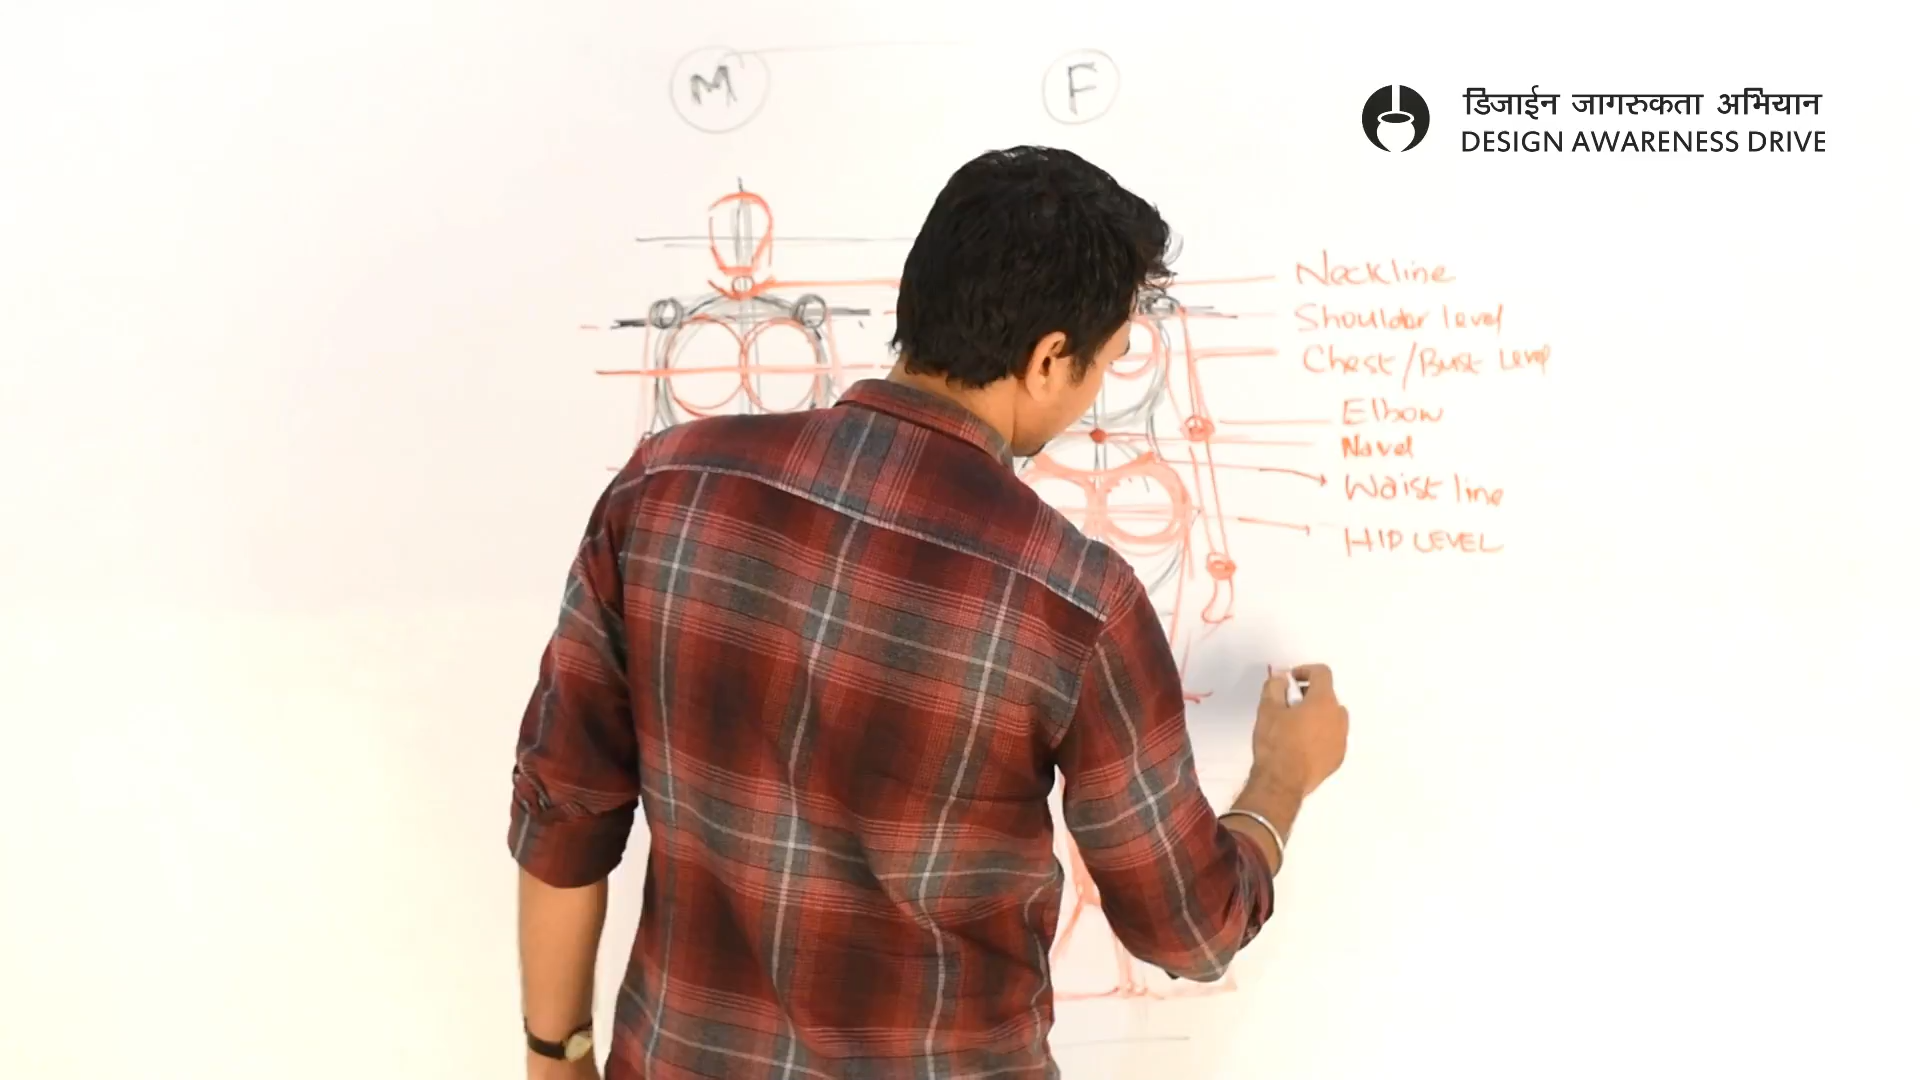 M
F
डिजाईन जागरुकता अभियान
DESIGN AWARENESS DRIVE
Neckline
Shoulder level
Chest/Bust Level
Elbow
Navel
Waist line
HIP LEVEL